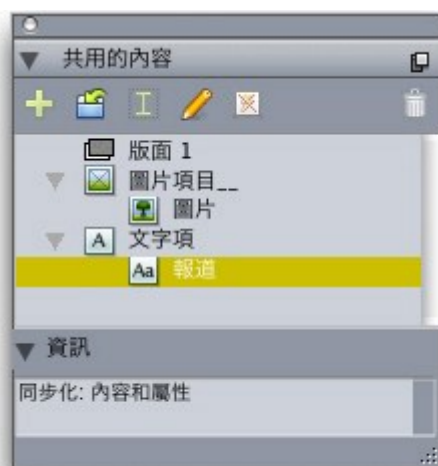 共用的內容
版面 1
圖片項目__
圖片
A 文字項
Aa 報道
資訊
同步化: 內容和屬性